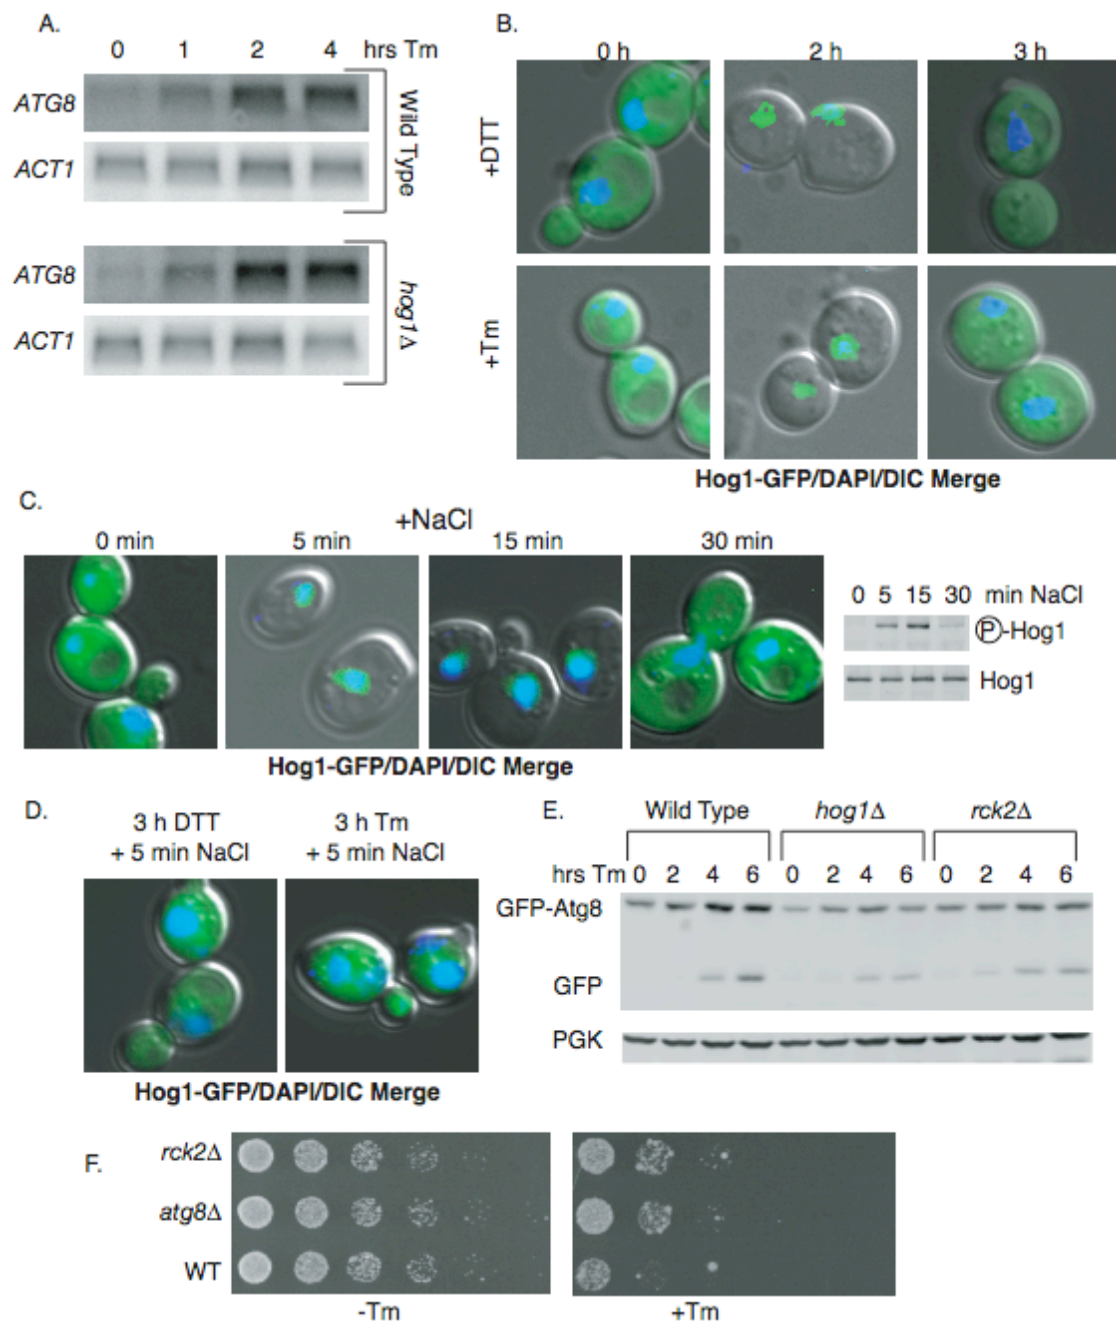 A.
0 1 2 4 hrs Tm
ATG8
ACT1
Wild Type
ATG8
ACT1
hog1Δ
B.
0 h 2 h 3 h
+DTT
+Tm
Hog1-GFP/DAPI/DIC Merge
C.
+NaCl
0 min 5 min 15 min 30 min
Hog1-GFP/DAPI/DIC Merge
0 5 15 30 min NaCl
Ⓟ-Hog1
Hog1
D.
3 h DTT
+ 5 min NaCl
3 h Tm
+ 5 min NaCl
Hog1-GFP/DAPI/DIC Merge
E.
Wild Type hog1Δ rck2Δ
hrs Tm 0 2 4 6 0 2 4 6 0 2 4 6
GFP-Atg8
GFP
PGK
F.
rck2Δ
atg8Δ
WT
-Tm
+Tm